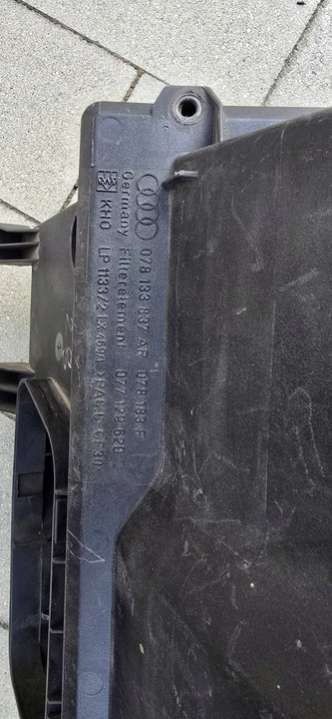 078 133 837 AF 078 133 F
Germany Filterelement 077 129 620
KHO LP 1133/2